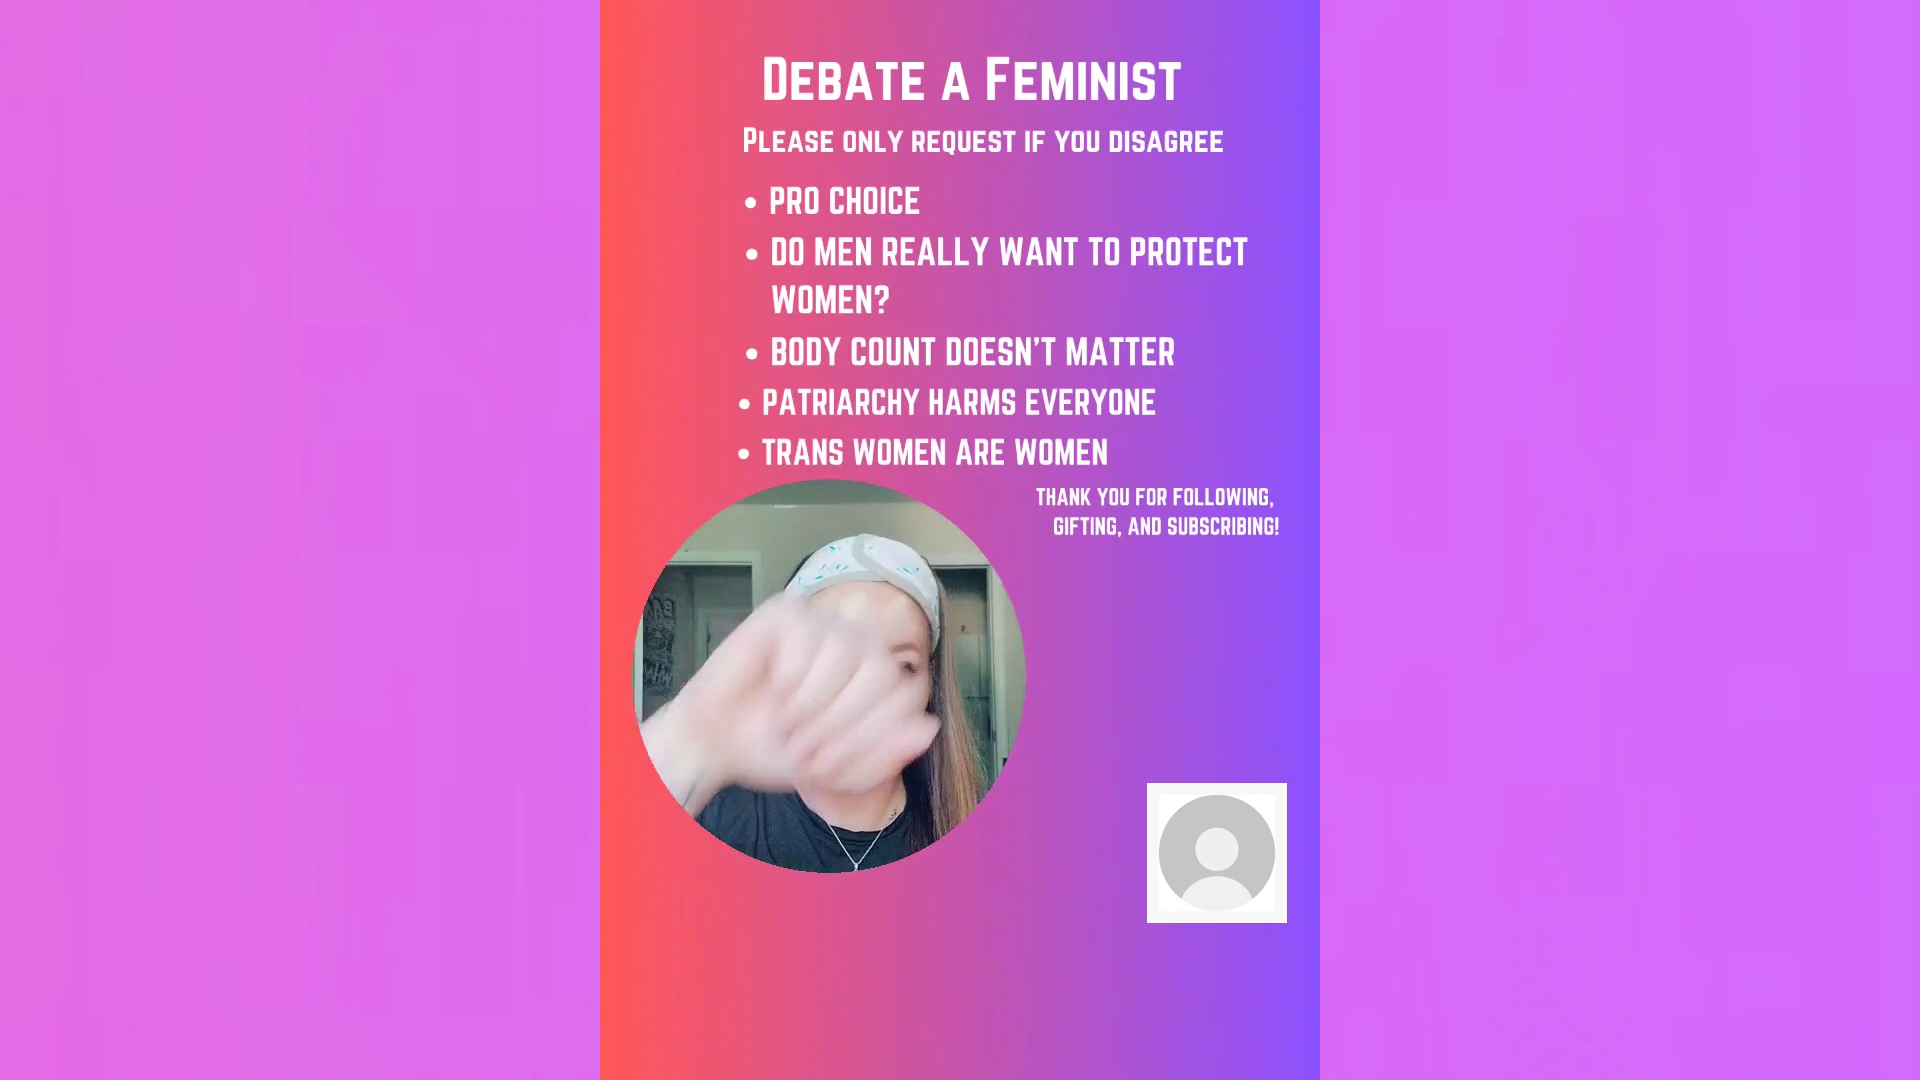 DEBATE A FEMINIST
PLEASE ONLY REQUEST IF YOU DISAGREE
• PRO CHOICE
• DO MEN REALLY WANT TO PROTECT
WOMEN?
• BODY COUNT DOESN'T MATTER
• PATRIARCHY HARMS EVERYONE
• TRANS WOMEN ARE WOMEN
THANK YOU FOR FOLLOWING,
GIFTING, AND SUBSCRIBING!